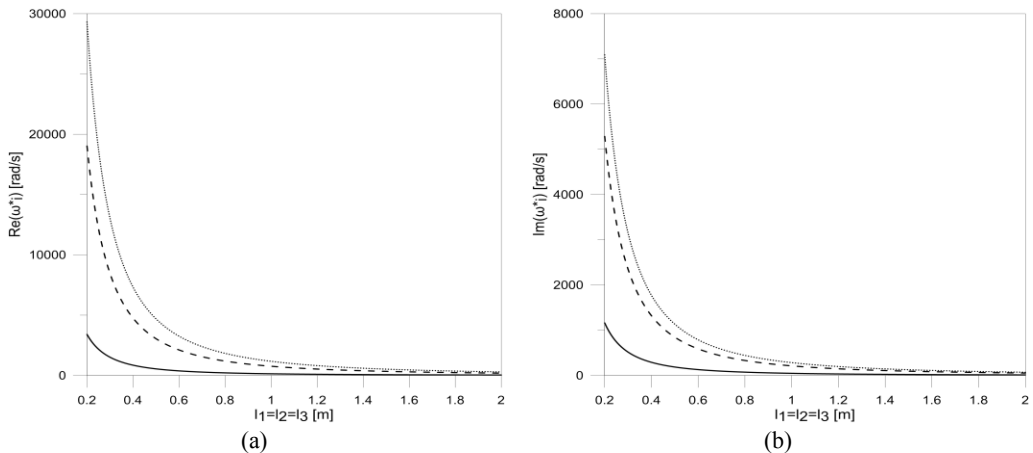 30000
20000
10000
0
Re(ω*i) [rad/s]
0.2 0.4 0.6 0.8 1 1.2 1.4 1.6 1.8 2
l1=l2=l3 [m]
(a)
8000
6000
4000
2000
0
Im(ω*i) [rad/s]
0.2 0.4 0.6 0.8 1 1.2 1.4 1.6 1.8 2
l1=l2=l3 [m]
(b)